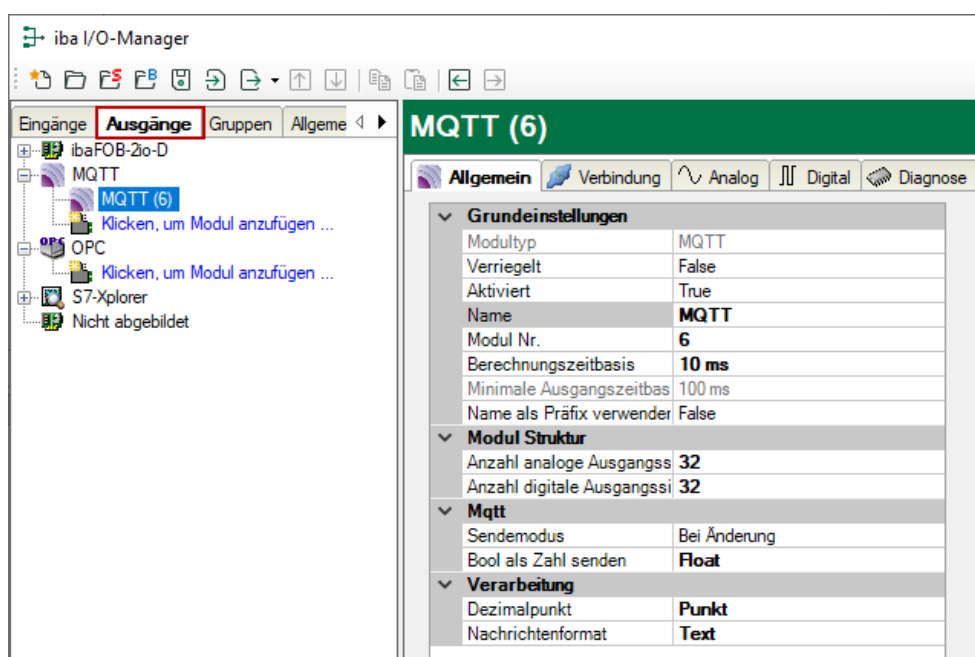 iba I/O-Manager
Eingänge Ausgänge Gruppen Allgeme
ibaFOB-2io-D
MQTT
MQTT (6)
Klicken, um Modul anzufügen ...
OPC
Klicken, um Modul anzufügen ...
S7-Xplorer
Nicht abgebildet
MQTT (6)
Allgemein Verbindung Analog Digital Diagnose
Grundeinstellungen
Modultyp MQTT
Verriegelt False
Aktiviert True
Name MQTT
Modul Nr. 6
Berechnungszeitbasis 10 ms
Minimale Ausgangszeitbas 100 ms
Name als Präfix verwender False
Modul Struktur
Anzahl analoge Ausgangss 32
Anzahl digitale Ausgangssi 32
Mqtt
Sendemodus Bei Änderung
Bool als Zahl senden Float
Verarbeitung
Dezimalpunkt Punkt
Nachrichtenformat Text